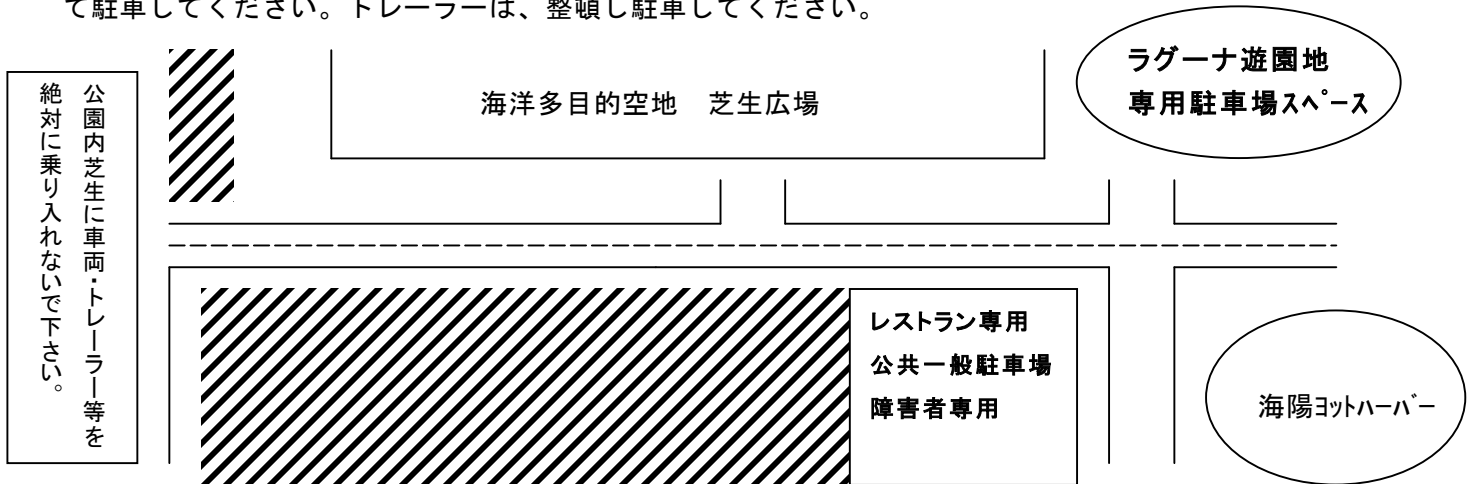 て駐車してください。トレーラーは、整頓し駐車してください。
公園内芝生に車両・トレーラー等を
絶対に乗り入れないで下さい。
海洋多目的空地　芝生広場
ラグーナ遊園地
専用駐車場ｽﾍﾟｰｽ
レストラン専用
公共一般駐車場
障害者専用
海陽ﾖｯﾄﾊｰﾊﾞｰ